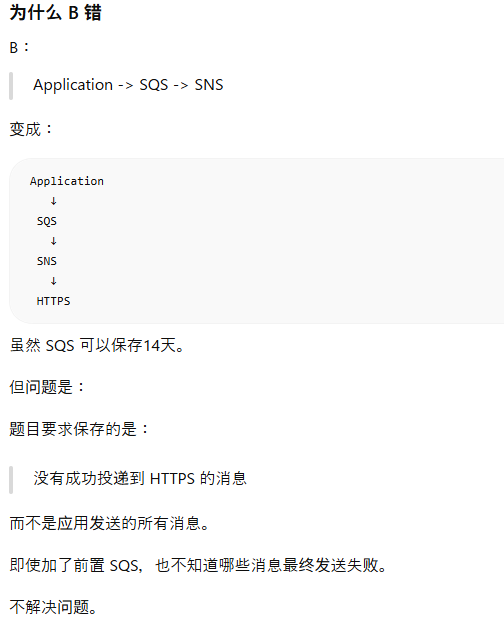 为什么 B 错
B：
Application -> SQS -> SNS
变成：
Application
↓
SQS
↓
SNS
↓
HTTPS
虽然 SQS 可以保存14天。
但问题是：
题目要求保存的是：
没有成功投递到 HTTPS 的消息
而不是应用发送的所有消息。
即使加了前置 SQS，也不知道哪些消息最终发送失败。
不解决问题。